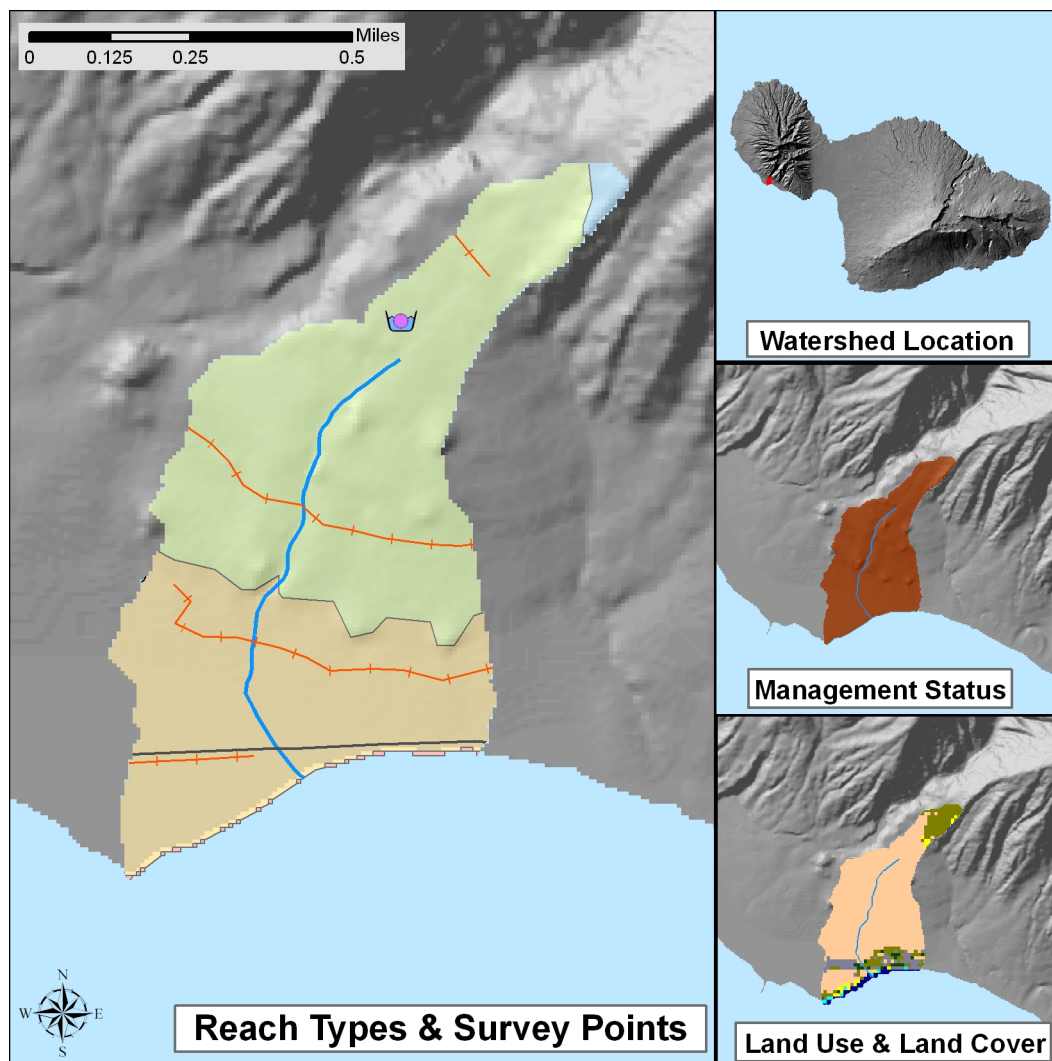 Miles
0 0.125 0.25 0.5
N
W E
S
Reach Types & Survey Points
Watershed Location
Management Status
Land Use & Land Cover